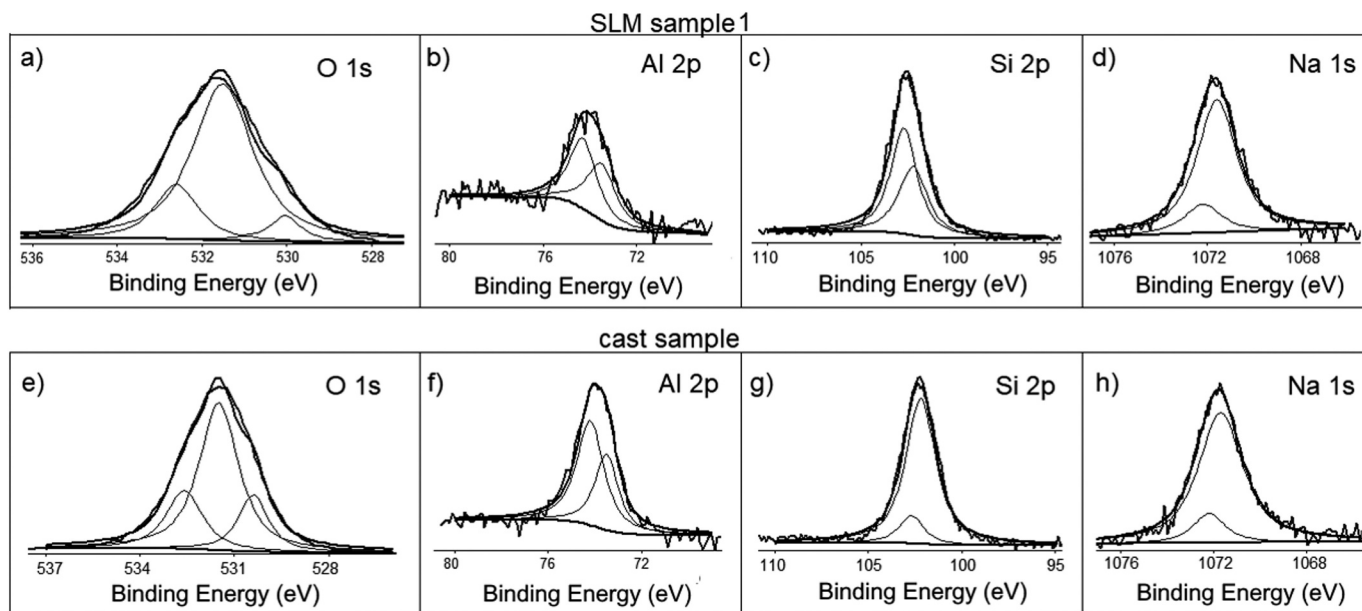 SLM sample 1
a) O 1s
536 534 532 530 528
Binding Energy (eV)
b) Al 2p
80 76 72
Binding Energy (eV)
c) Si 2p
110 105 100 95
Binding Energy (eV)
d) Na 1s
1076 1072 1068
Binding Energy (eV)
cast sample
e) O 1s
537 534 531 528
Binding Energy (eV)
f) Al 2p
80 76 72
Binding Energy (eV)
g) Si 2p
110 105 100 95
Binding Energy (eV)
h) Na 1s
1076 1072 1068
Binding Energy (eV)